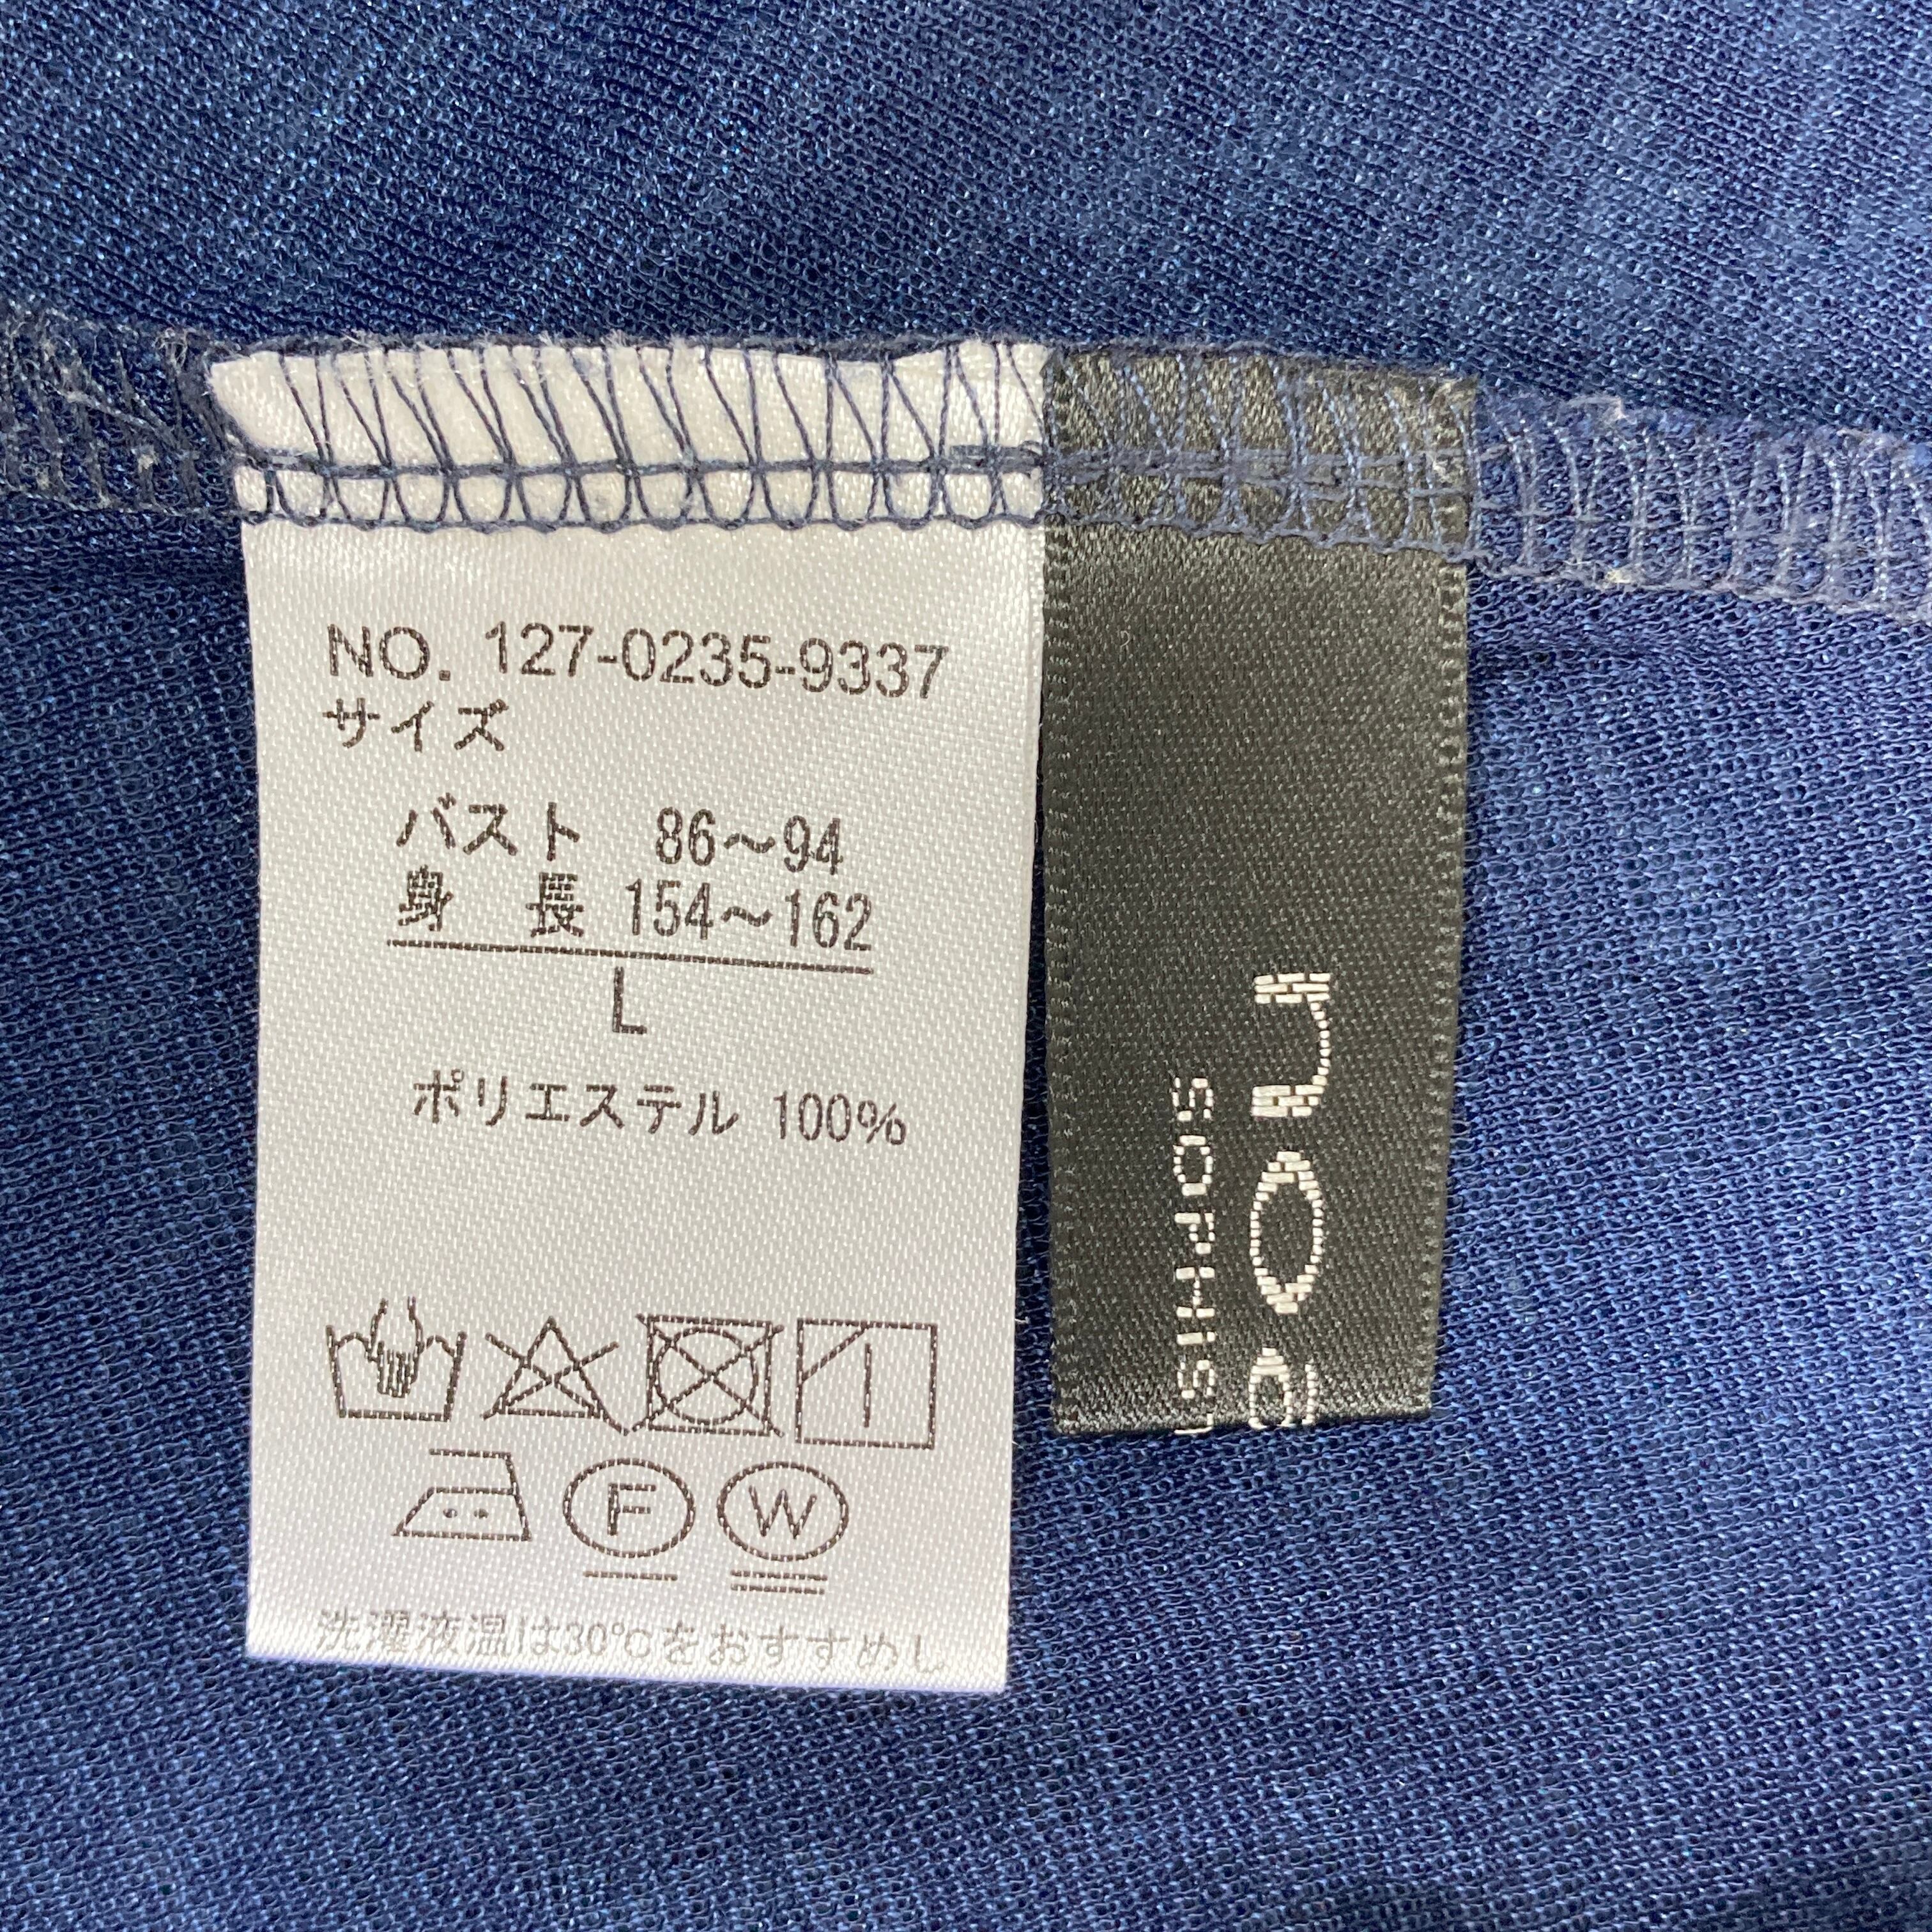 NO. 127-0235-9337
サイズ
バスト 86～94
身 長 154～162
L
ポリエステル 100%
F
W
洗濯液温は30℃をおすすめし
no
SOPHIS